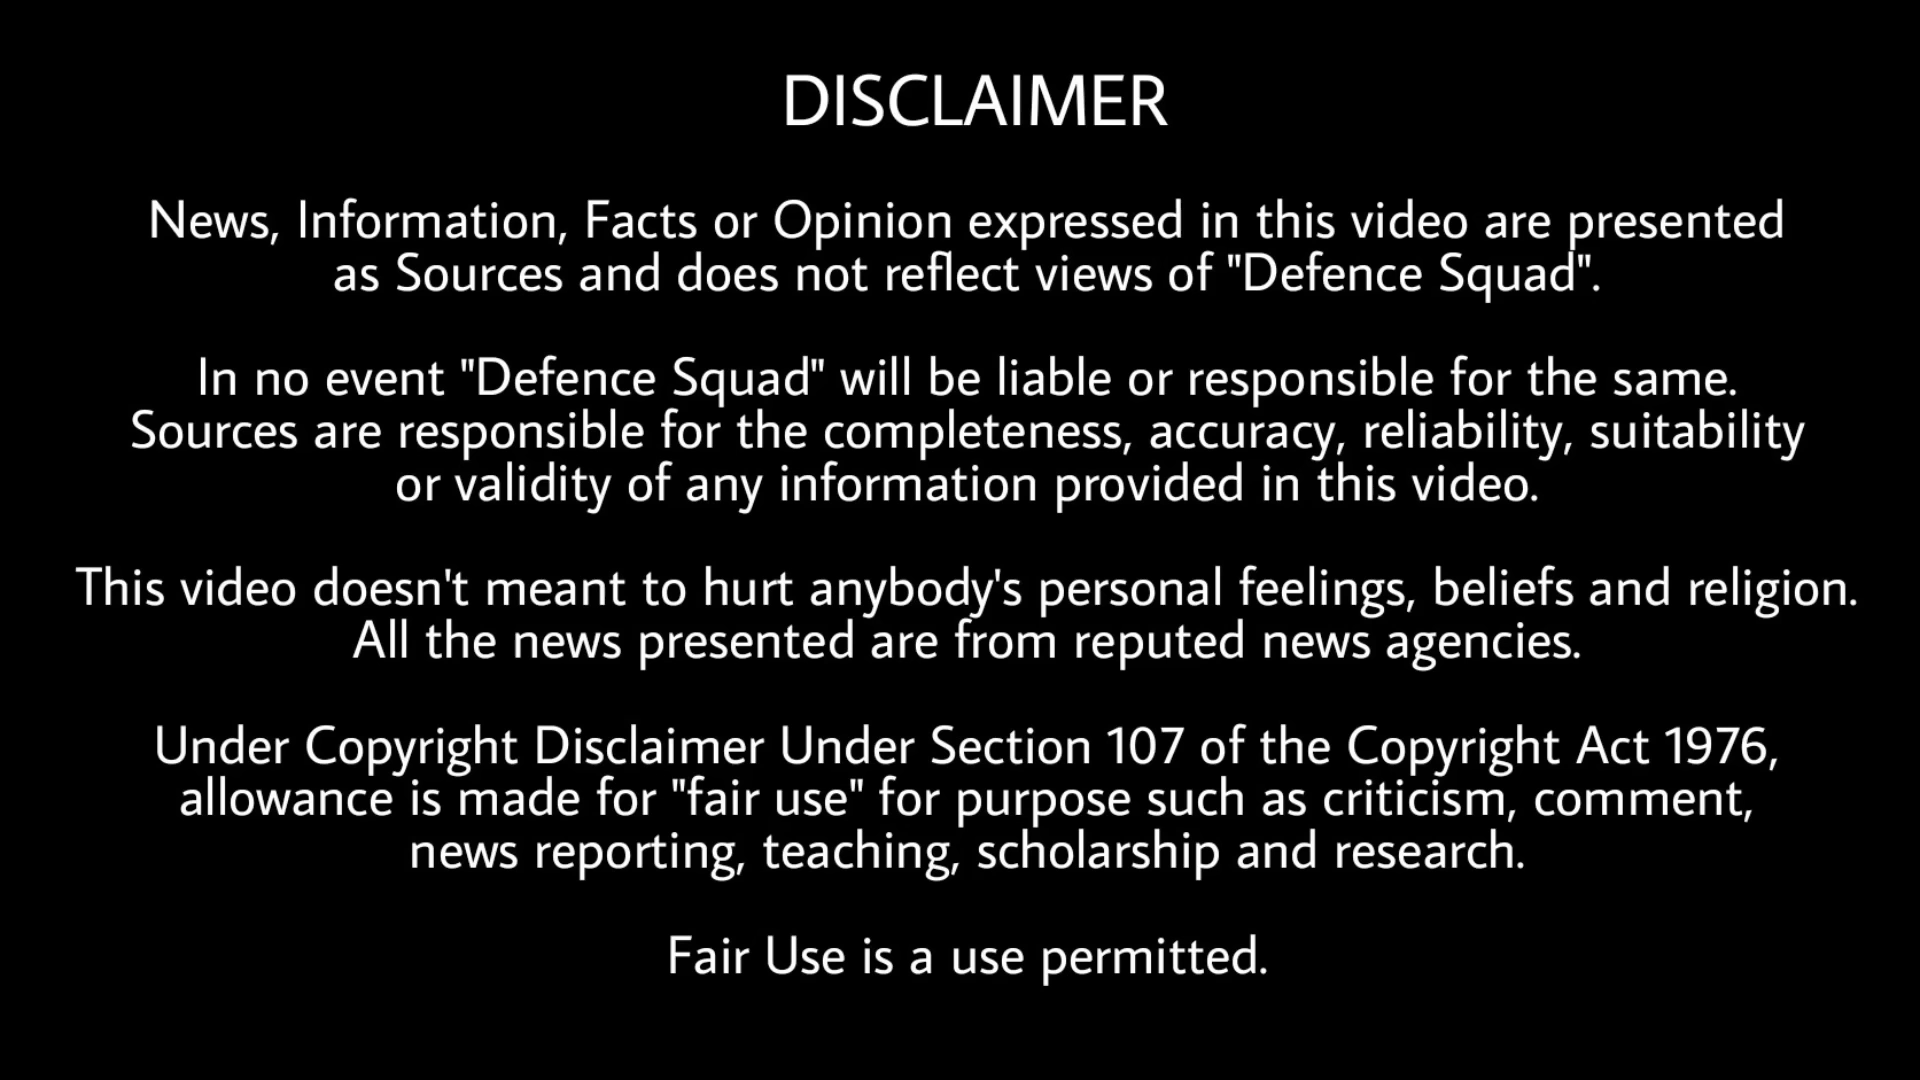 DISCLAIMER
News, Information, Facts or Opinion expressed in this video are presented
as Sources and does not reflect views of "Defence Squad".
In no event "Defence Squad" will be liable or responsible for the same.
Sources are responsible for the completeness, accuracy, reliability, suitability
or validity of any information provided in this video.
This video doesn't meant to hurt anybody's personal feelings, beliefs and religion.
All the news presented are from reputed news agencies.
Under Copyright Disclaimer Under Section 107 of the Copyright Act 1976,
allowance is made for "fair use" for purpose such as criticism, comment,
news reporting, teaching, scholarship and research.
Fair Use is a use permitted.